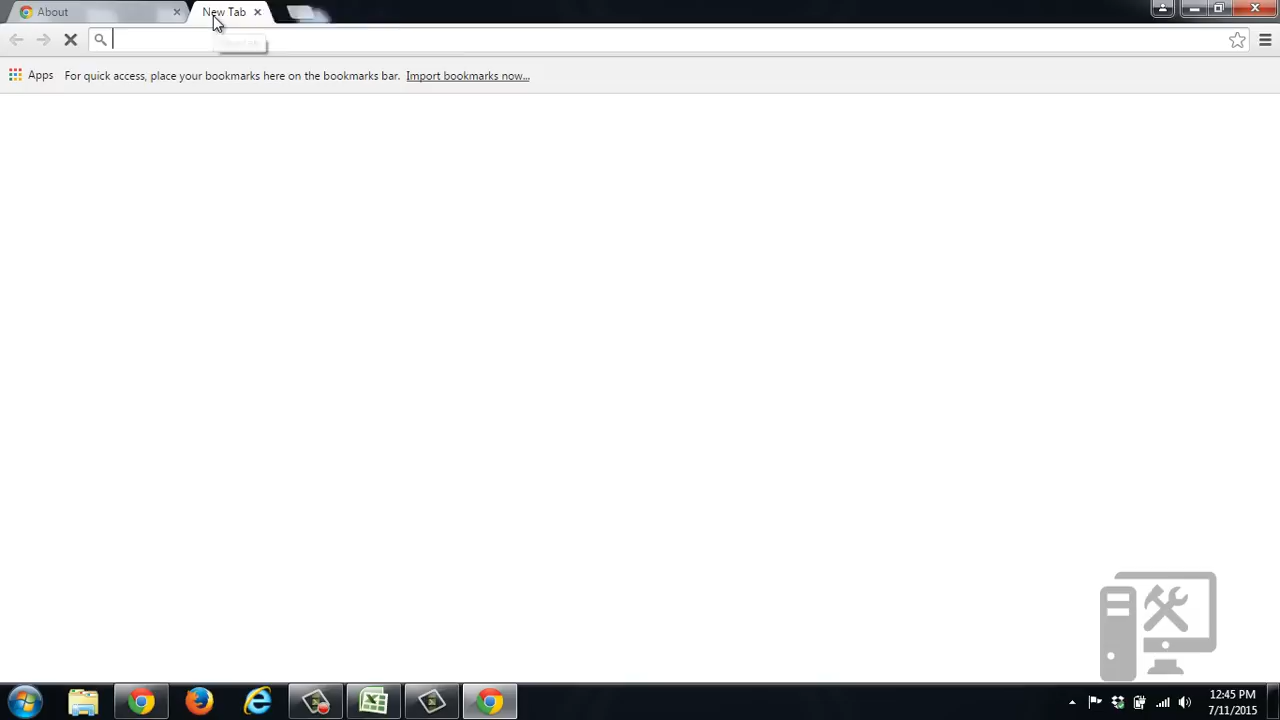 About
New Tab
Apps
For quick access, place your bookmarks here on the bookmarks bar. Import bookmarks now...
12:45 PM
7/11/2015